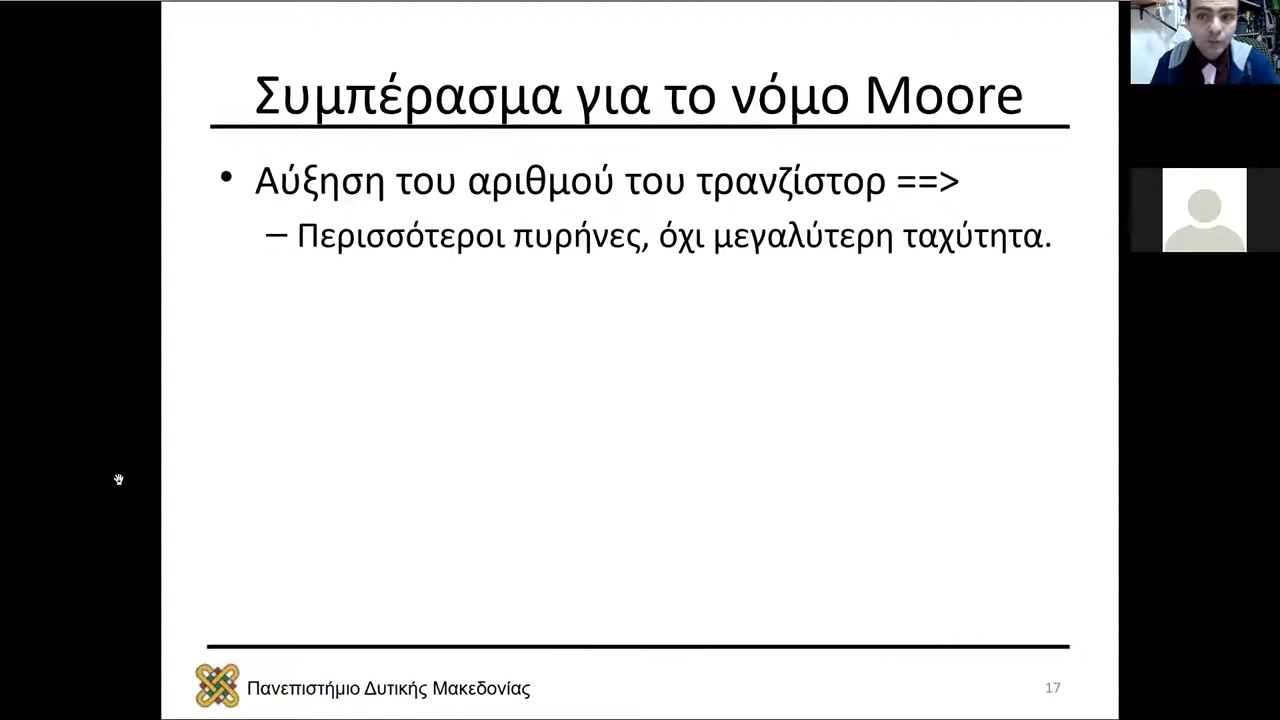 Συμπέρασμα για το νόμο Moore
• Αύξηση του αριθμού του τρανζίστορ ==>
– Περισσότεροι πυρήνες, όχι μεγαλύτερη ταχύτητα.
Πανεπιστήμιο Δυτικής Μακεδονίας
17